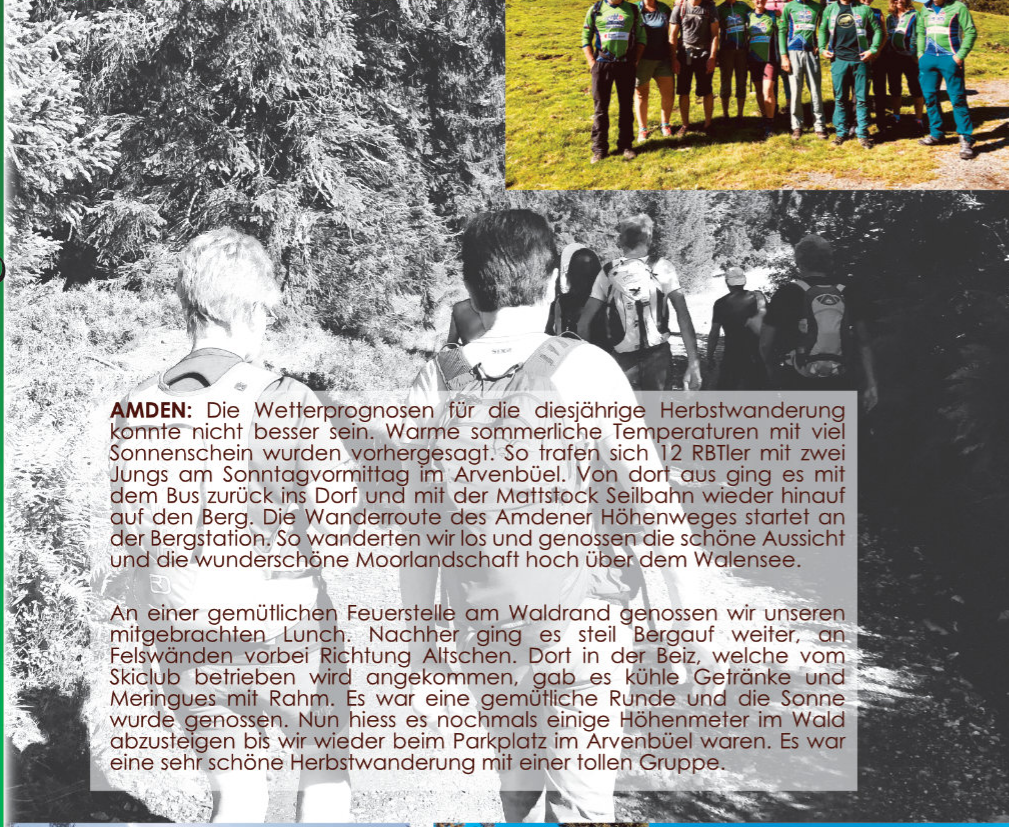 AMDEN: Die Wetterprognosen für die diesjährige Herbstwanderung
konnte nicht besser sein. Warme sommerliche Temperaturen mit viel
Sonnenschein wurden vorhergesagt. So trafen sich 12 RBTler mit zwei
Jungs am Sonntagvormittag im Arvenbüel. Von dort aus ging es mit
dem Bus zurück ins Dorf und mit der Mattstock Seilbahn wieder hinauf
auf den Berg. Die Wanderroute des Amdener Höhenweges startet an
der Bergstation. So wanderten wir los und genossen die schöne Aussicht
und die wunderschöne Moorlandschaft hoch über dem Walensee.
An einer gemütlichen Feuerstelle am Waldrand genossen wir unseren
mitgebrachten Lunch. Nachher ging es steil Bergauf weiter, an
Felswänden vorbei Richtung Altschen. Dort in der Beiz, welche vom
Skiclub betrieben wird angekommen, gab es kühle Getränke und
Meringues mit Rahm. Es war eine gemütliche Runde und die Sonne
wurde genossen. Nun hiess es nochmals einige Höhenmeter im Wald
abzusteigen bis wir wieder beim Parkplatz im Arvenbüel waren. Es war
eine sehr schöne Herbstwanderung mit einer tollen Gruppe.